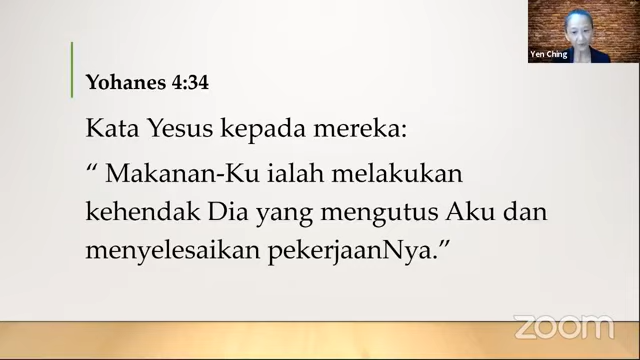 Yen Ching
Yohanes 4:34
Kata Yesus kepada mereka:
“ Makanan-Ku ialah melakukan
kehendak Dia yang mengutus Aku dan
menyelesaikan pekerjaanNya.”
zoom